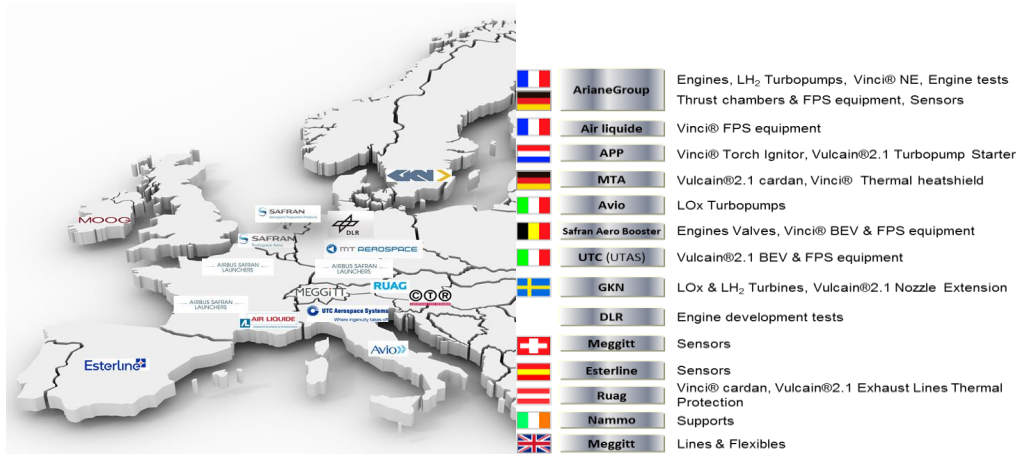 GKN
MOOG
SAFRAN
DLR
SAFRAN
MT AEROSPACE
AIRBUS SAFRAN
LAUNCHERS
AIRBUS SAFRAN
LAUNCHERS
RUAG
MEGGiTT
CTR
AIRBUS SAFRAN
LAUNCHERS
UTC Aerospace Systems
Where ingenuity takes off
AIR LIQUIDE
Avio
Esterline
ArianeGroup
Engines, LH₂ Turbopumps, Vinci® NE, Engine tests
Thrust chambers & FPS equipment, Sensors
Air liquide Vinci® FPS equipment
APP Vinci® Torch Ignitor, Vulcain®2.1 Turbopump Starter
MTA Vulcain®2.1 cardan, Vinci® Thermal heatshield
Avio LOx Turbopumps
Safran Aero Booster Engines Valves, Vinci® BEV & FPS equipment
UTC (UTAS) Vulcain®2.1 BEV & FPS equipment
GKN LOx & LH₂ Turbines, Vulcain®2.1 Nozzle Extension
DLR Engine development tests
Meggitt Sensors
Esterline Sensors
Ruag Vinci® cardan, Vulcain®2.1 Exhaust Lines Thermal
Protection
Nammo Supports
Meggitt Lines & Flexibles